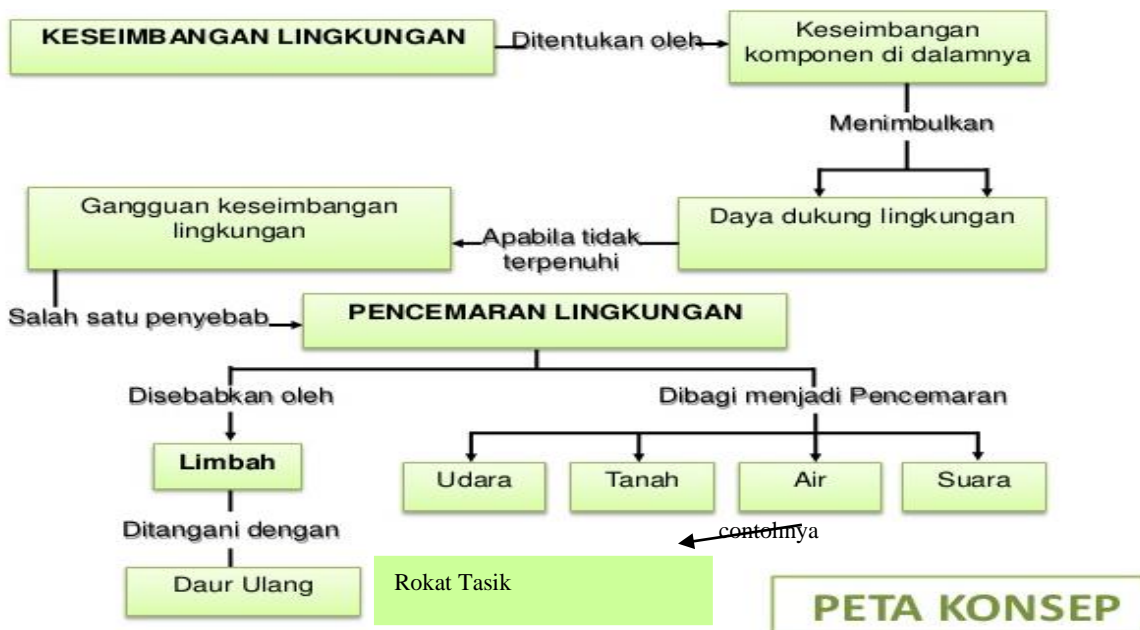 KESEIMBANGAN LINGKUNGAN
Ditentukan oleh
Keseimbangan
komponen di dalamnya
Menimbulkan
Daya dukung lingkungan
Apabila tidak
terpenuhi
Gangguan keseimbangan
lingkungan
Salah satu penyebab
PENCEMARAN LINGKUNGAN
Disebabkan oleh
Dibagi menjadi Pencemaran
Limbah
Udara
Tanah
Air
Suara
Ditangani dengan
contohnya
Daur Ulang
Rokat Tasik
PETA KONSEP